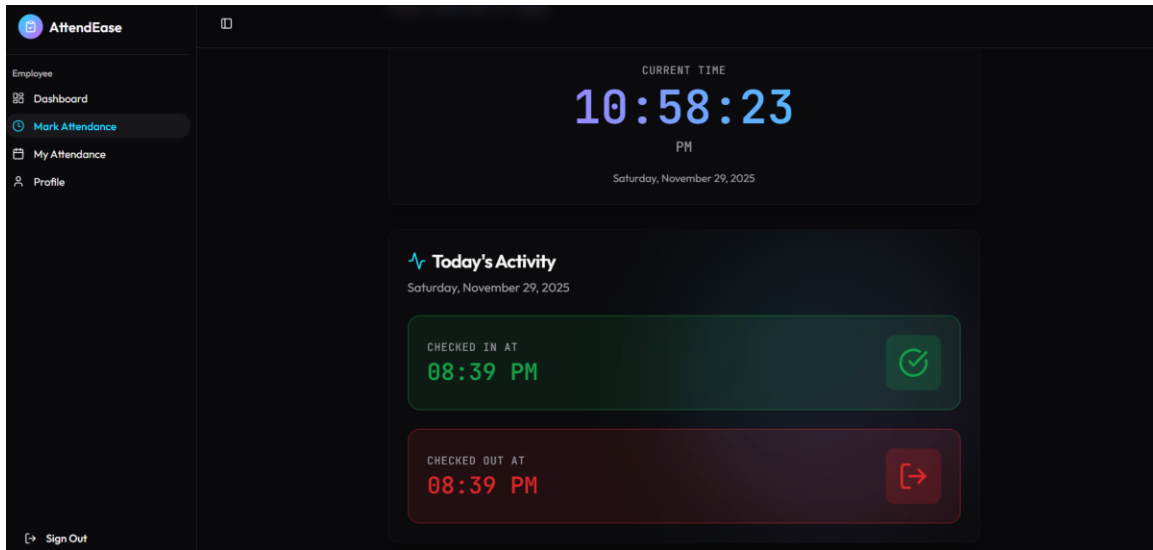 AttendEase
Employee
Dashboard
Mark Attendance
My Attendance
Profile
Sign Out
CURRENT TIME
10:58:23
PM
Saturday, November 29, 2025
Today's Activity
Saturday, November 29, 2025
CHECKED IN AT
08:39 PM
CHECKED OUT AT
08:39 PM